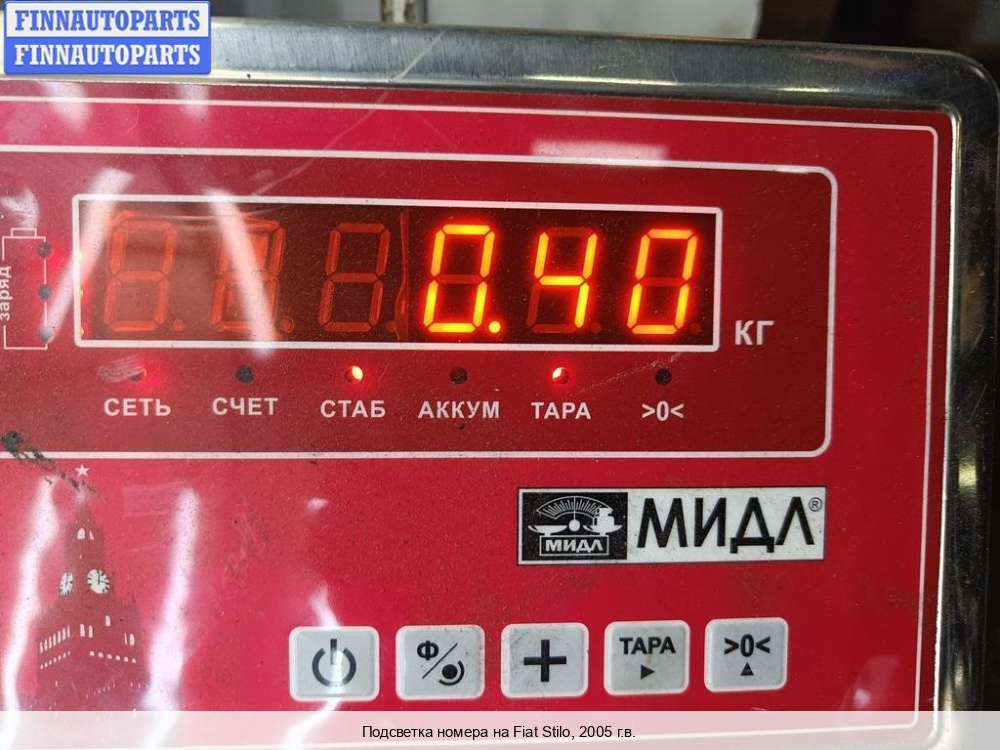 FINNAUTOPARTS
FINNAUTOPARTS
заряд
0.40
КГ
СЕТЬ СЧЕТ СТАБ АККУМ ТАРА >0<
МИДЛ МИДЛ®
Ф ТАРА >0<
Подсветка номера на Fiat Stilo, 2005 г.в.